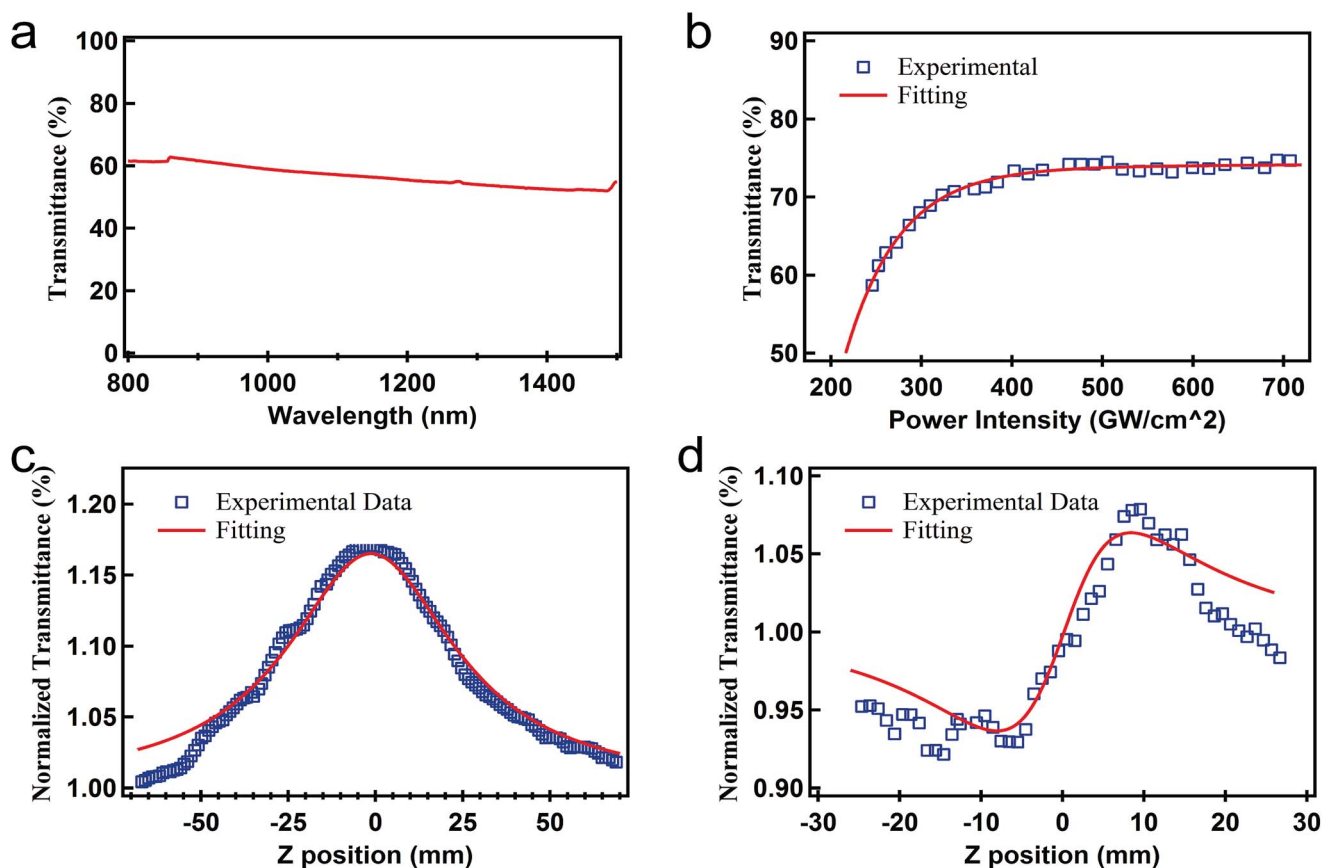 a
100
80
60
40
20
0
Transmittance (%)
800
1000
1200
1400
Wavelength (nm)
b
90
80
70
60
50
Transmittance (%)
Experimental
Fitting
200
300
400
500
600
700
Power Intensity (GW/cm^2)
c
1.20
1.15
1.10
1.05
1.00
Normalized Transmittance (%)
Experimental Data
Fitting
-50
-25
0
25
50
Z position (mm)
d
1.10
1.05
1.00
0.95
0.90
Normalized Transmittance (%)
Experimental Data
Fitting
-30
-20
-10
0
10
20
30
Z position (mm)